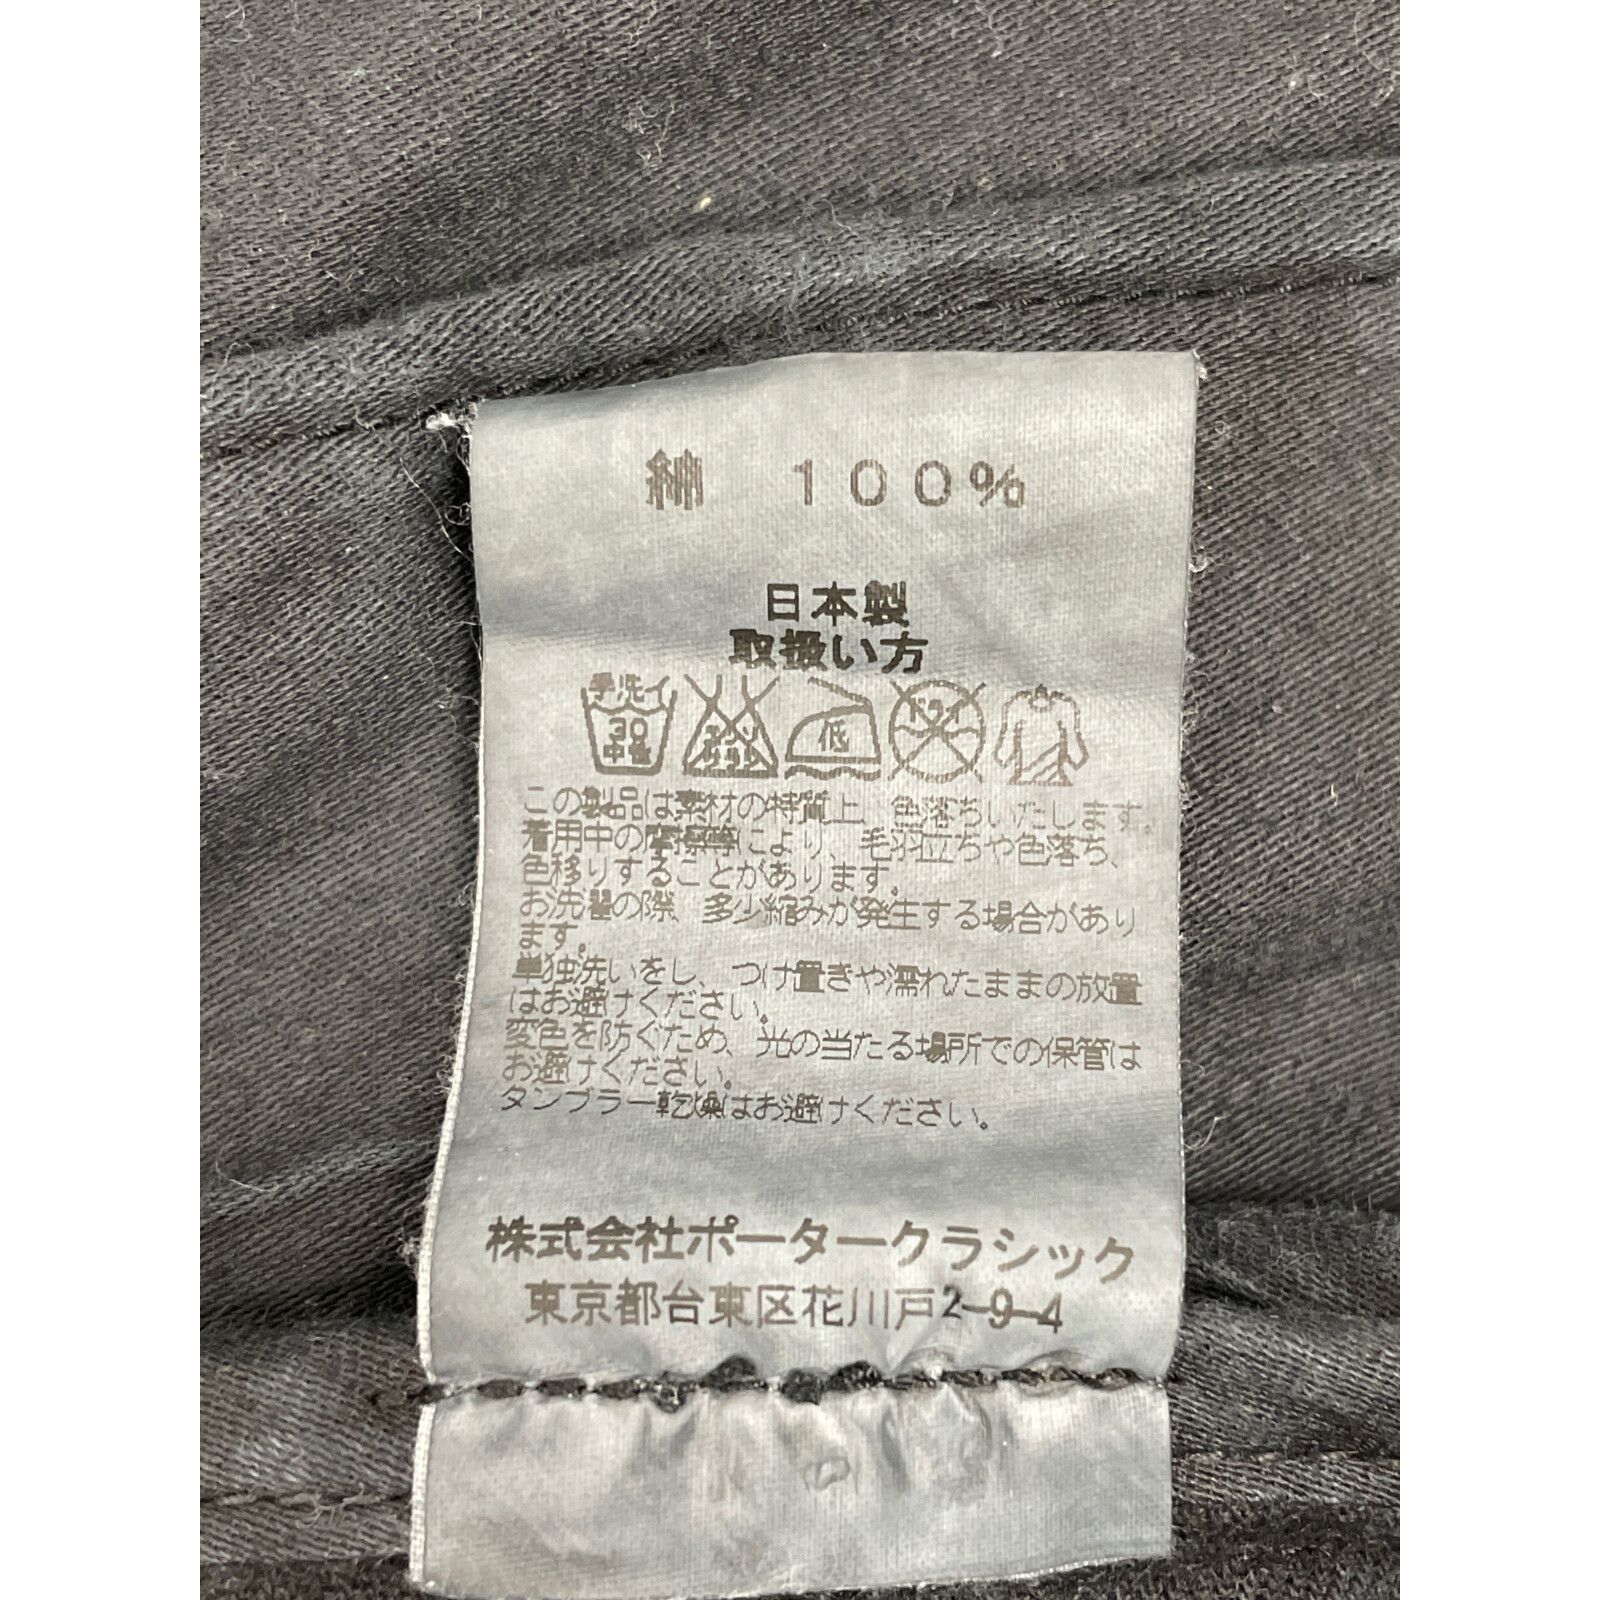 100%
日本製
取扱い方
手洗イ
30
中性
エンソ
サラシ
低
ドライ
この製品は素材の特質上、色落ちいたします。
着用中の摩擦等により、毛羽立ちや色落ち、
色移りすることがあります。
お洗濯の際、多少縮みが発生する場合があり
ます。
単独洗いをし、つけ置きや濡れたままの放置
はお避けください。
変色を防ぐため、光の当たる場所での保管は
お避けください。
タンブラー乾燥はお避けください。
株式会社ポータークラシック
東京都台東区花川戸2-9-4